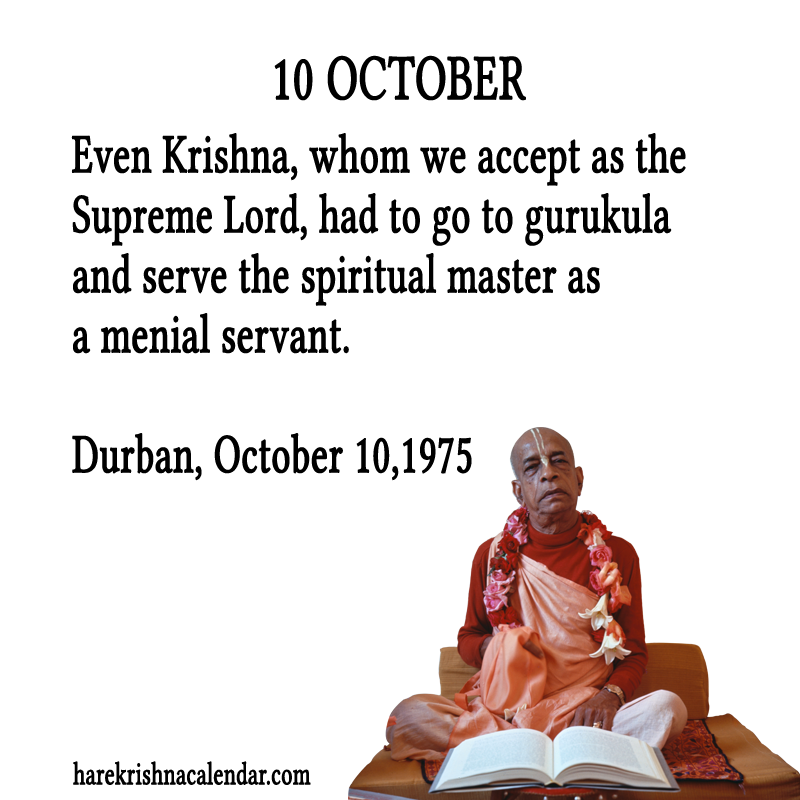 10 OCTOBER
Even Krishna, whom we accept as the
Supreme Lord, had to go to gurukula
and serve the spiritual master as
a menial servant.
Durban, October 10,1975
harekrishnacalendar.com